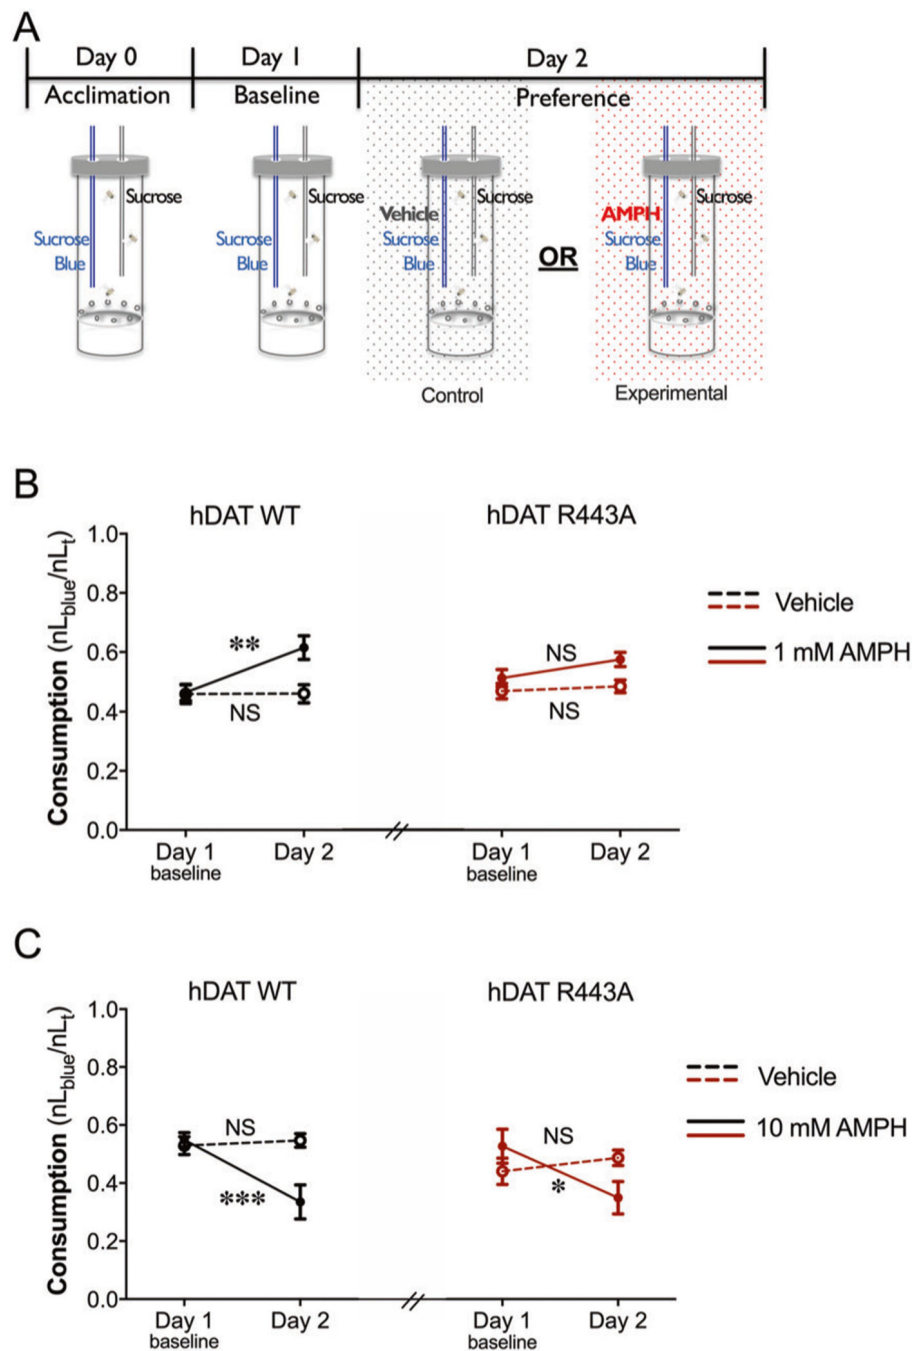 A
Day 0 Day 1 Day 2
Acclimation Baseline Preference
Sucrose Sucrose Sucrose Sucrose
Vehicle AMPH
Sucrose Sucrose Sucrose Sucrose
Blue Blue Blue Blue
OR
Control Experimental
B
hDAT WT hDAT R443A
Consumption (nLblue/nLt)
1.0
0.8
0.6
0.4
0.2
0.0
**
NS
NS
NS
Day 1 Day 2 Day 1 Day 2
baseline baseline
Vehicle
1 mM AMPH
C
hDAT WT hDAT R443A
Consumption (nLblue/nLt)
1.0
0.8
0.6
0.4
0.2
0.0
NS
***
NS
*
Day 1 Day 2 Day 1 Day 2
baseline baseline
Vehicle
10 mM AMPH